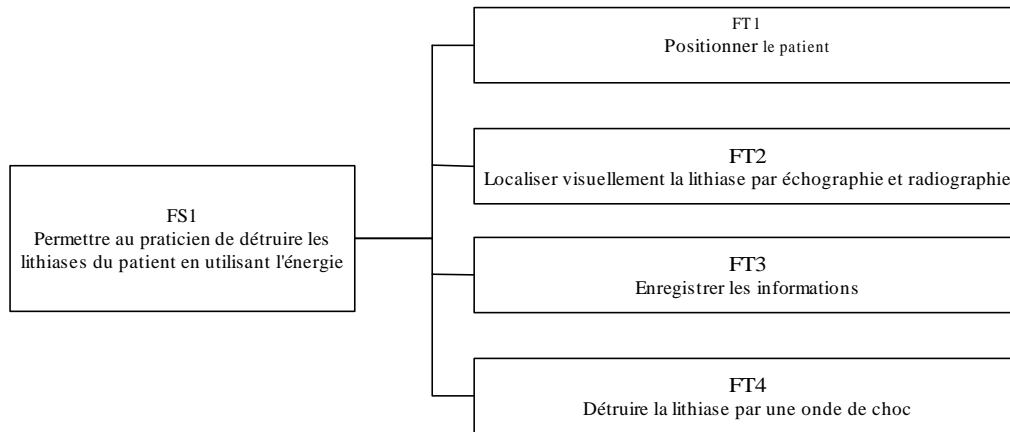 FT1
Positionner le patient
FT2
Localiser visuellement la lithiase par échographie et radiographie
FS1
Permettre au praticien de détruire les
lithiases du patient en utilisant l'énergie
FT3
Enregistrer les informations
FT4
Détruire la lithiase par une onde de choc